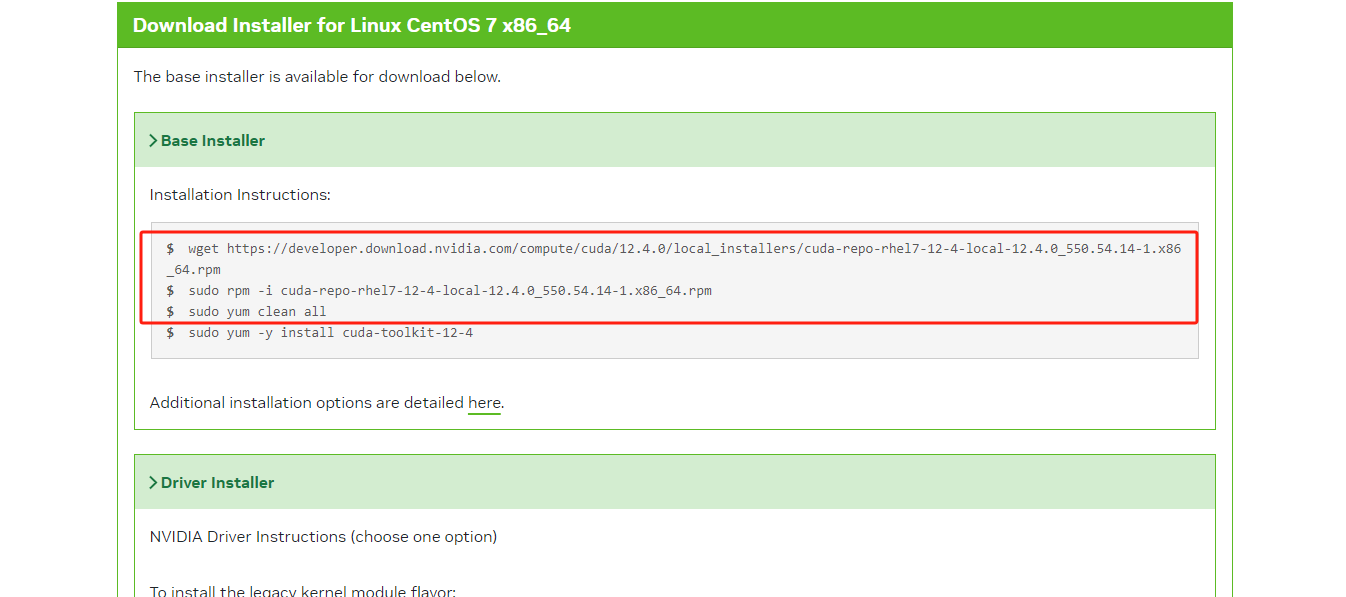 Download Installer for Linux CentOS 7 x86_64
The base installer is available for download below.
Base Installer
Installation Instructions:
$ wget https://developer.download.nvidia.com/compute/cuda/12.4.0/local_installers/cuda-repo-rhel7-12-4-local-12.4.0_550.54.14-1.x86
_64.rpm
$ sudo rpm -i cuda-repo-rhel7-12-4-local-12.4.0_550.54.14-1.x86_64.rpm
$ sudo yum clean all
$ sudo yum -y install cuda-toolkit-12-4
Additional installation options are detailed here.
Driver Installer
NVIDIA Driver Instructions (choose one option)
To install the legacy kernel module flavor: